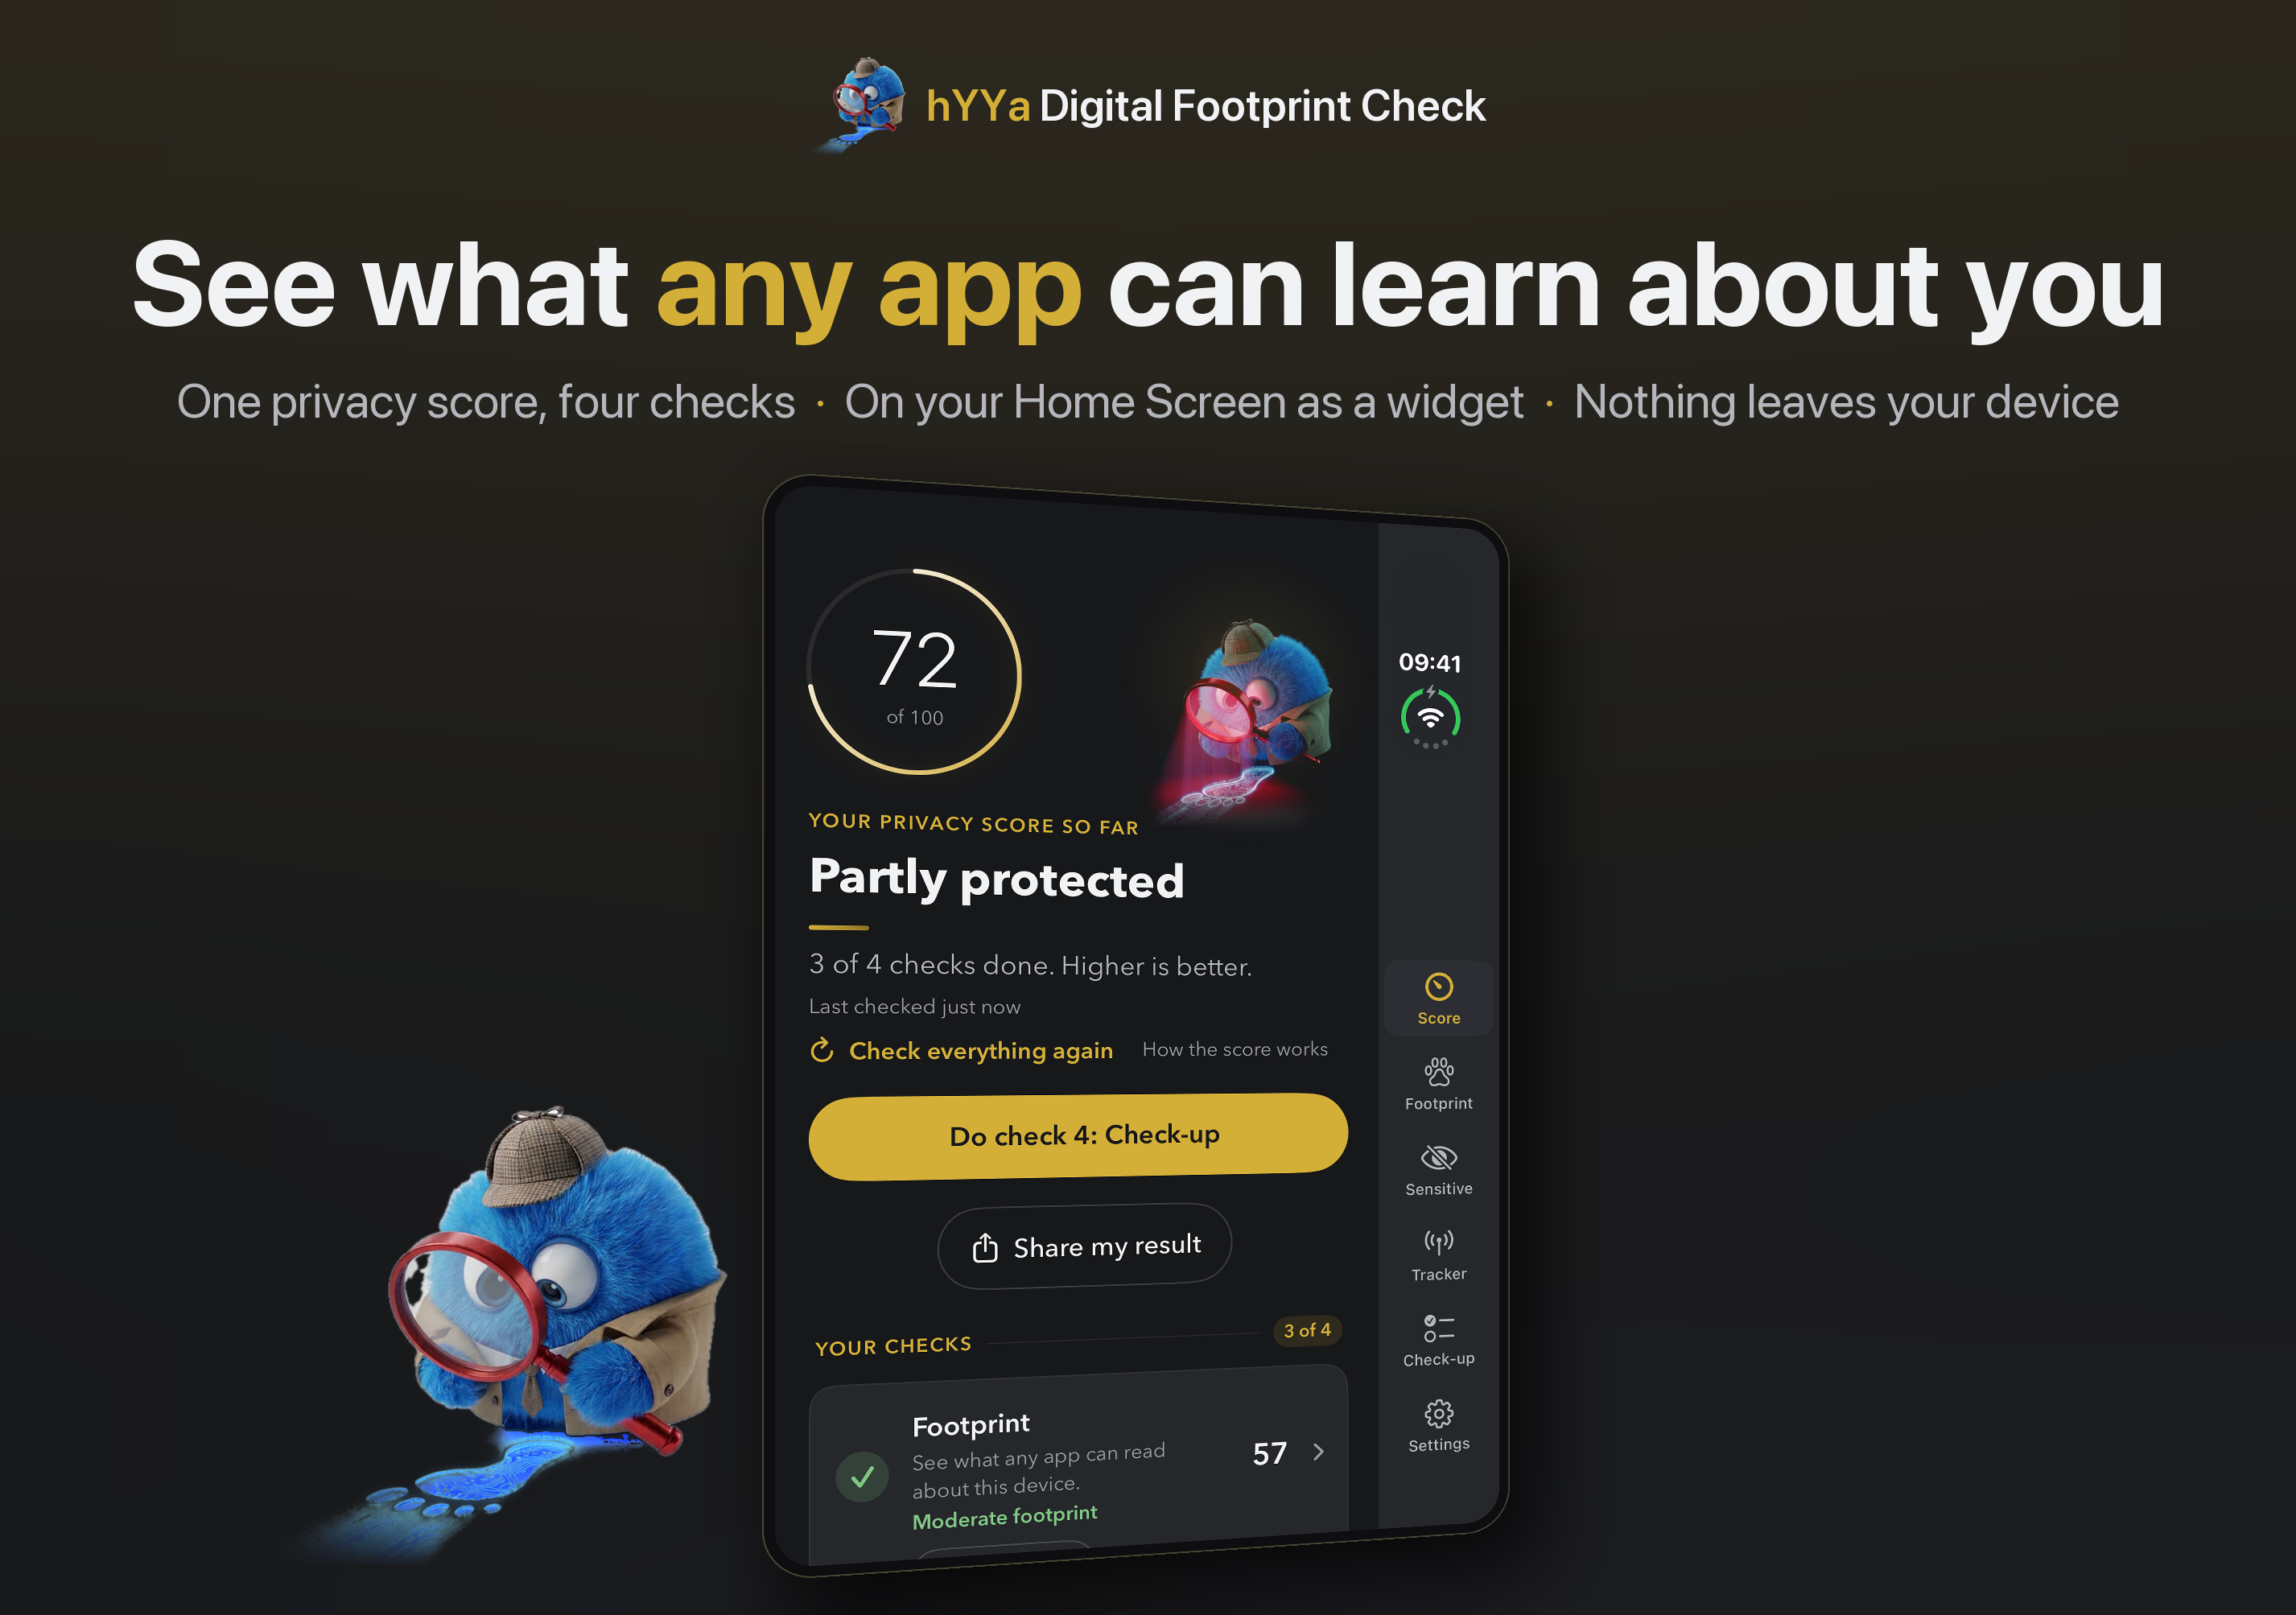 hYYa Digital Footprint Check
See what any app can learn about you
One privacy score, four checks · On your Home Screen as a widget · Nothing leaves your device
72
of 100
YOUR PRIVACY SCORE SO FAR
Partly protected
3 of 4 checks done. Higher is better.
Last checked just now
Check everything again
How the score works
Do check 4: Check-up
Share my result
YOUR CHECKS
3 of 4
Footprint
See what any app can read
about this device.
Moderate footprint
57
09:41
Score
Footprint
Sensitive
Tracker
Check-up
Settings